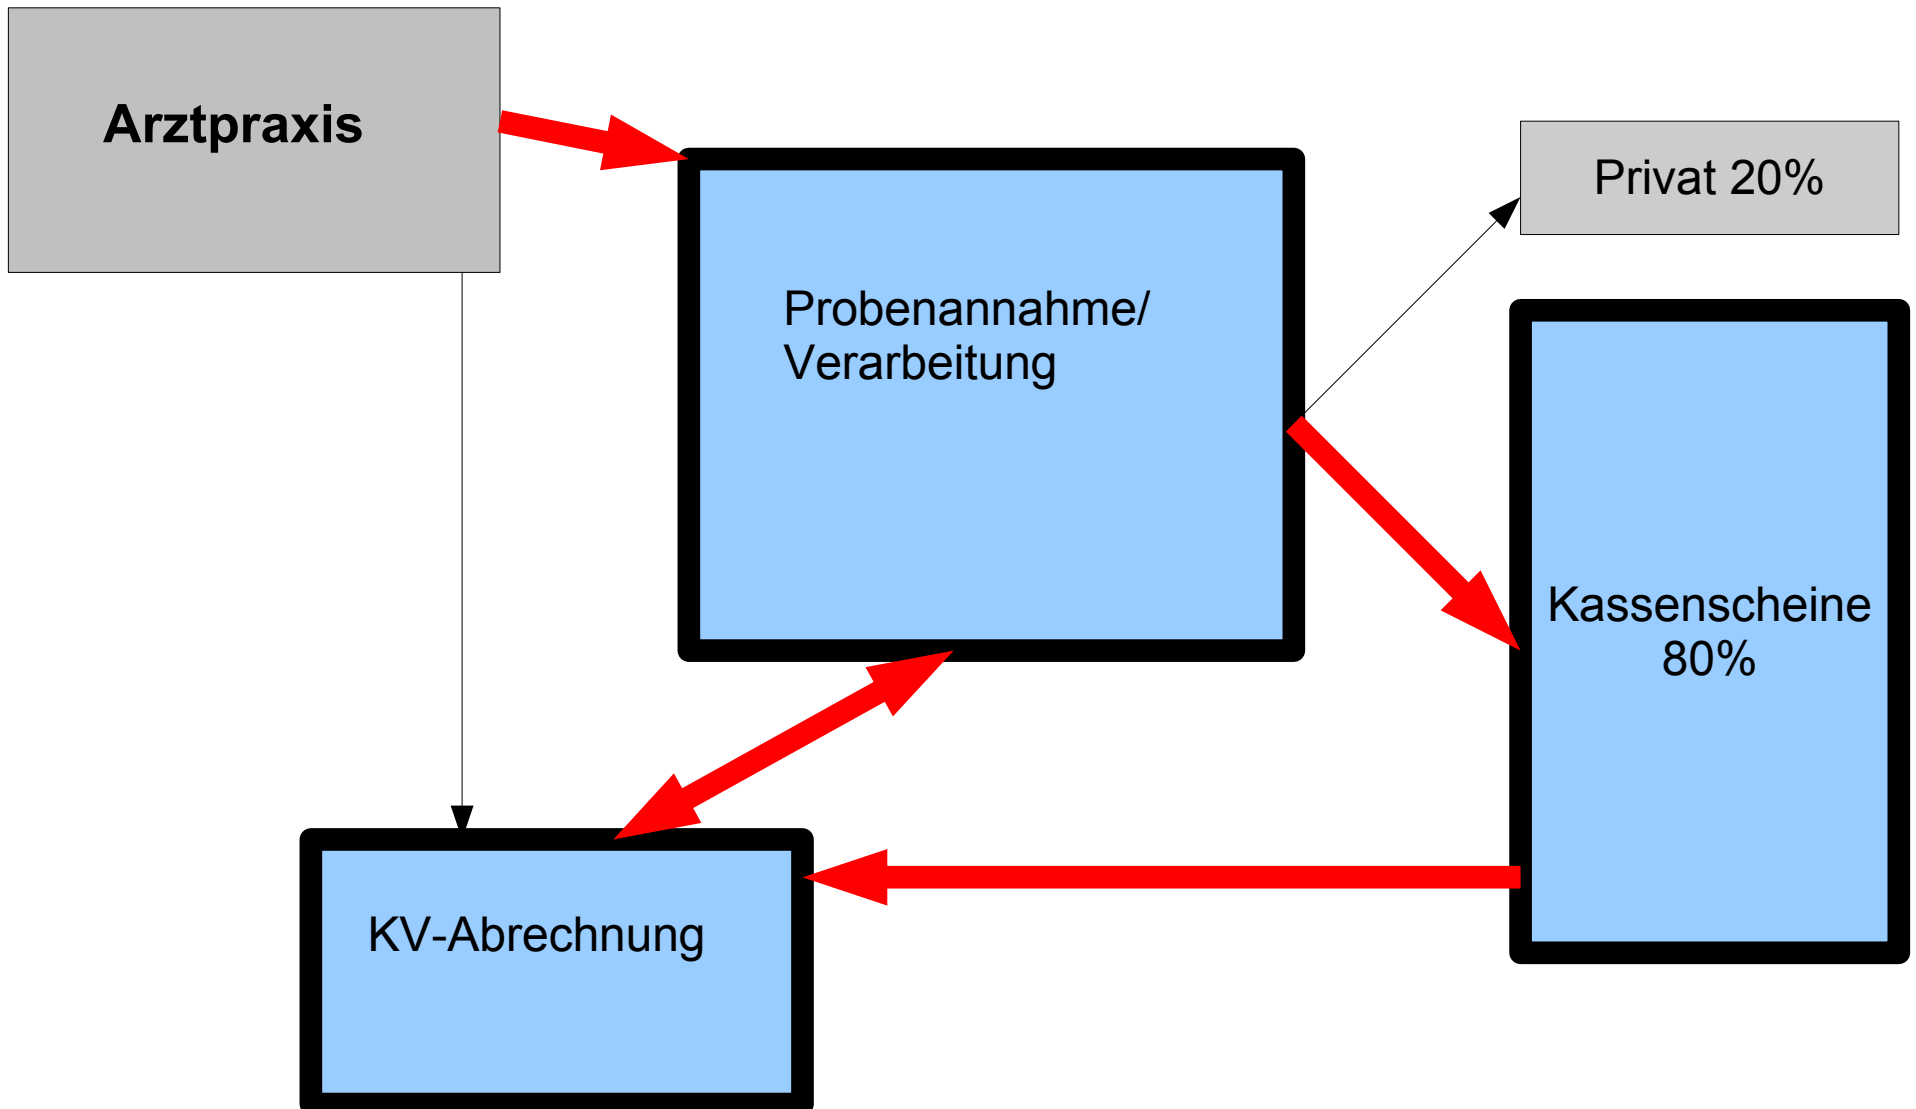 Arztpraxis
Privat 20%
Probenannahme/
Verarbeitung
Kassenscheine
80%
KV-Abrechnung